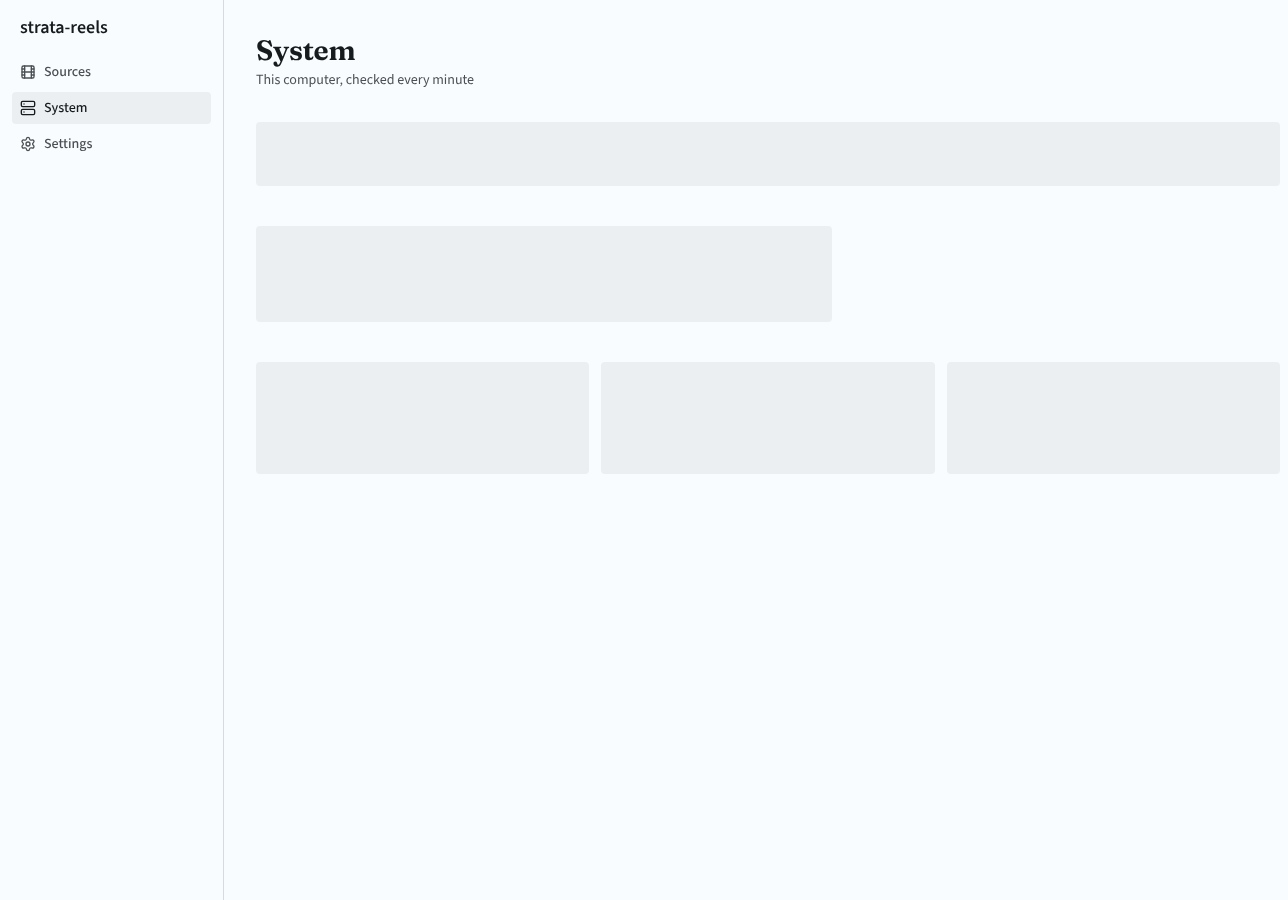 strata-reels
Sources
System
Settings
System
This computer, checked every minute